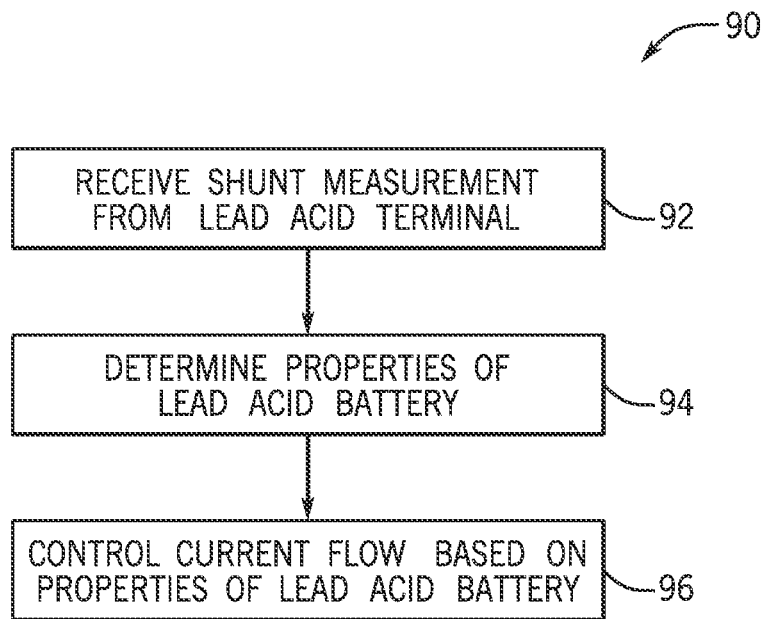 90
RECEIVE SHUNT MEASUREMENT
FROM LEAD ACID TERMINAL
92
DETERMINE PROPERTIES OF
LEAD ACID BATTERY
94
CONTROL CURRENT FLOW BASED ON
PROPERTIES OF LEAD ACID BATTERY
96